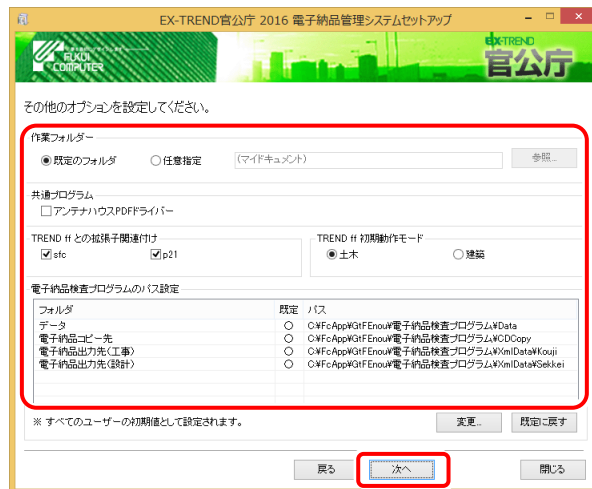 EX-TREND官公庁 2016 電子納品管理システムセットアップ
FUKUI
COMPUTER
EX-TREND
官公庁
その他のオプションを設定してください。
作業フォルダー
既定のフォルダ 任意指定 (マイドキュメント) 参照...
共通プログラム
アンテナハウスPDFドライバー
TREND ff との拡張子関連付け TREND ff 初期動作モード
sfc p21 土木 建築
電子納品検査プログラムのパス設定
フォルダ 既定 パス
データ ○ C:¥FcApp¥GtFEnou¥電子納品検査プログラム¥Data
電子納品コピー先 ○ C:¥FcApp¥GtFEnou¥電子納品検査プログラム¥CDCopy
電子納品出力先(工事) ○ C:¥FcApp¥GtFEnou¥電子納品検査プログラム¥XmlData¥Kouji
電子納品出力先(設計) ○ C:¥FcApp¥GtFEnou¥電子納品検査プログラム¥XmlData¥Sekkei
※ すべてのユーザーの初期値として設定されます。 変更... 既定に戻す
戻る 次へ 閉じる